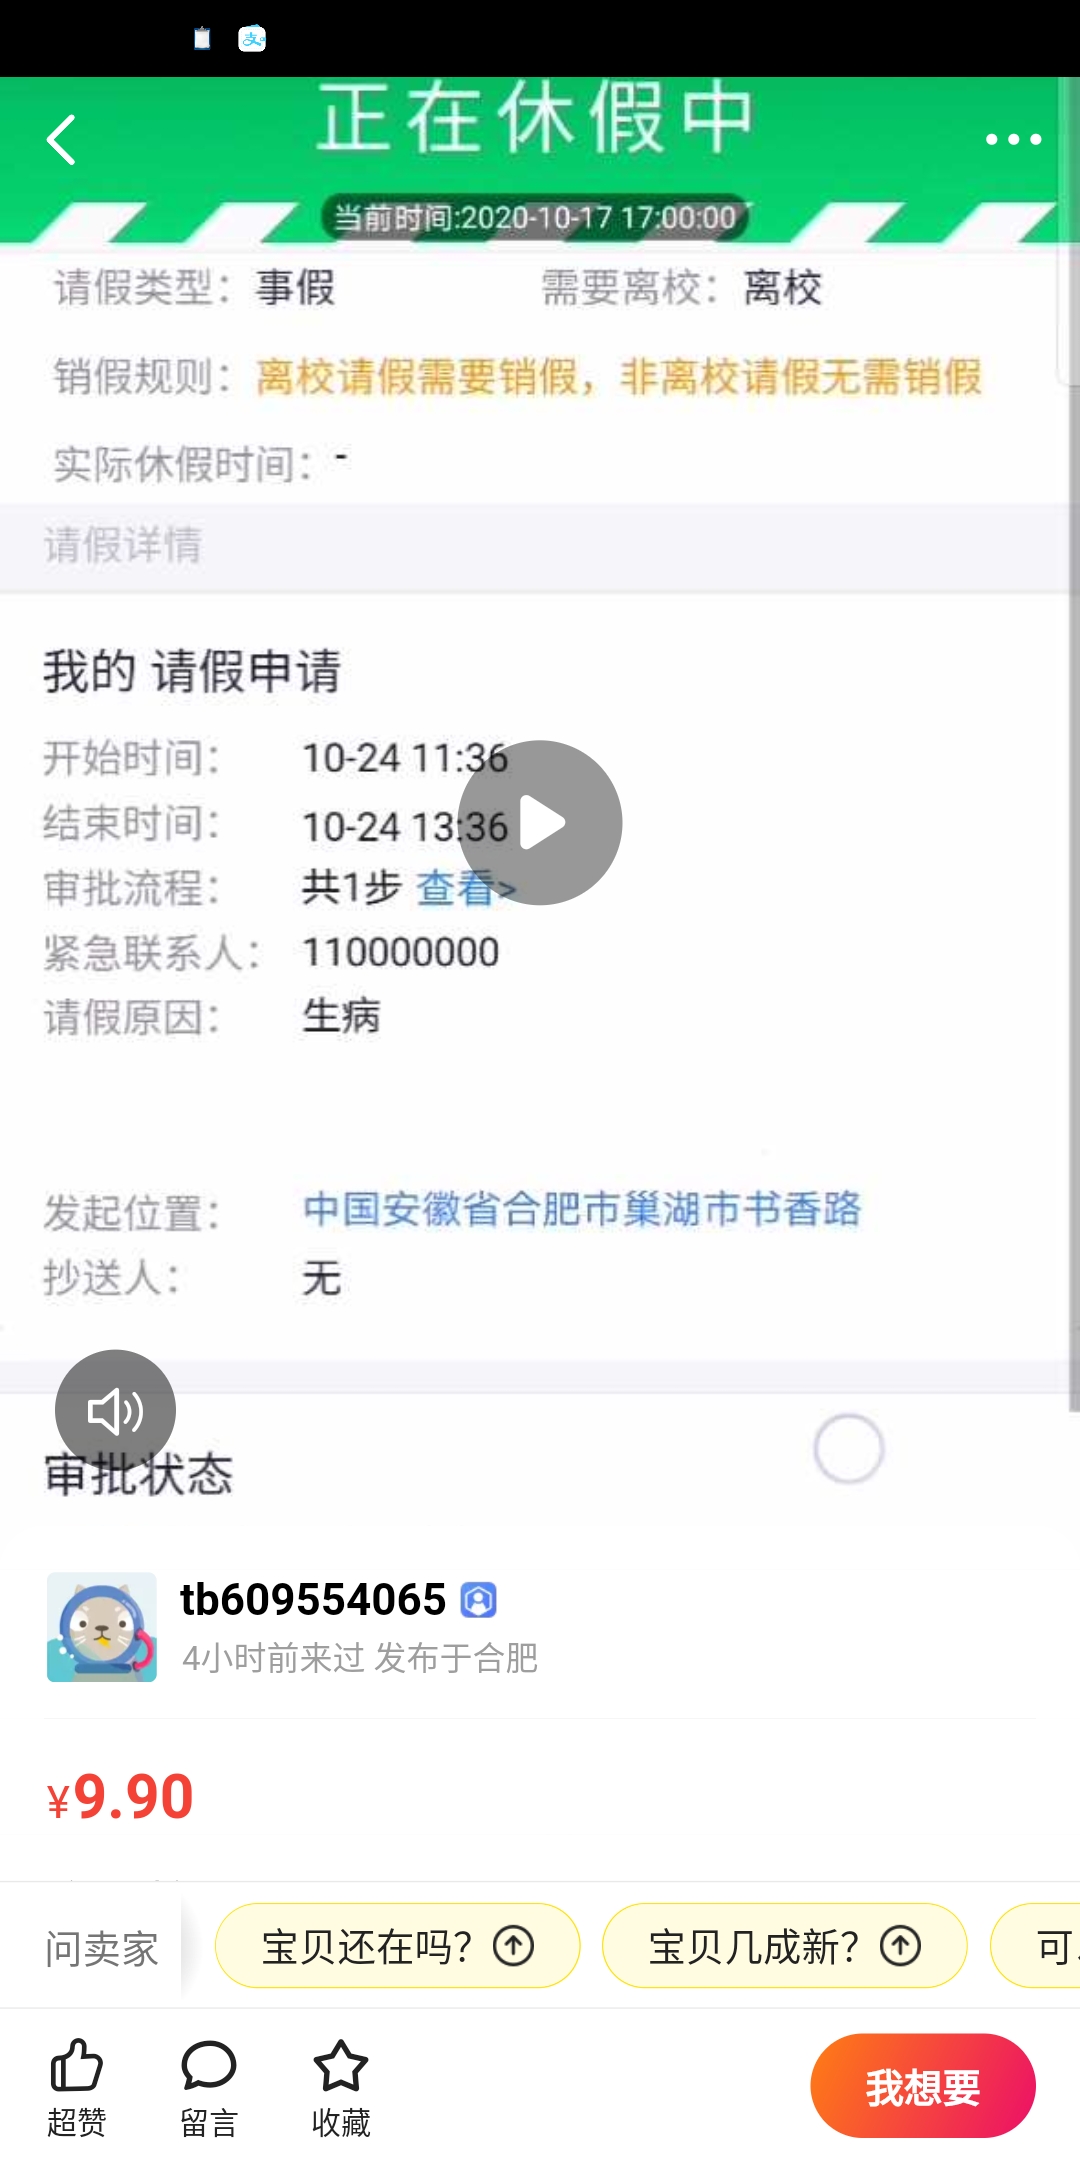 正在休假中
当前时间:2020-10-17 17:00:00
请假类型： 事假 需要离校： 离校
销假规则： 离校请假需要销假，非离校请假无需销假
实际休假时间： -
请假详情
我的 请假申请
开始时间： 10-24 11:36
结束时间： 10-24 13:36
审批流程： 共1步 查看>
紧急联系人： 110000000
请假原因： 生病
发起位置： 中国安徽省合肥市巢湖市书香路
抄送人： 无
审批状态
tb609554065
4小时前来过 发布于合肥
¥9.90
问卖家 宝贝还在吗？ 宝贝几成新？ 可
超赞 留言 收藏 我想要